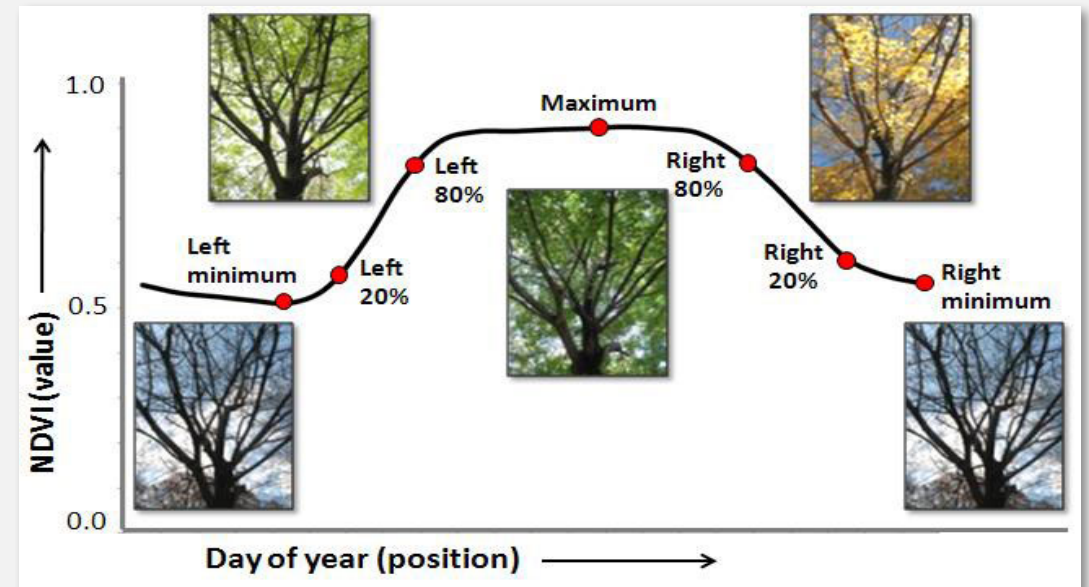 1.0
Maximum
Left
80%
Right
80%
Left
minimum
Left
20%
Right
20%
Right
minimum
0.5
NDVI (value)
0.0
Day of year (position)